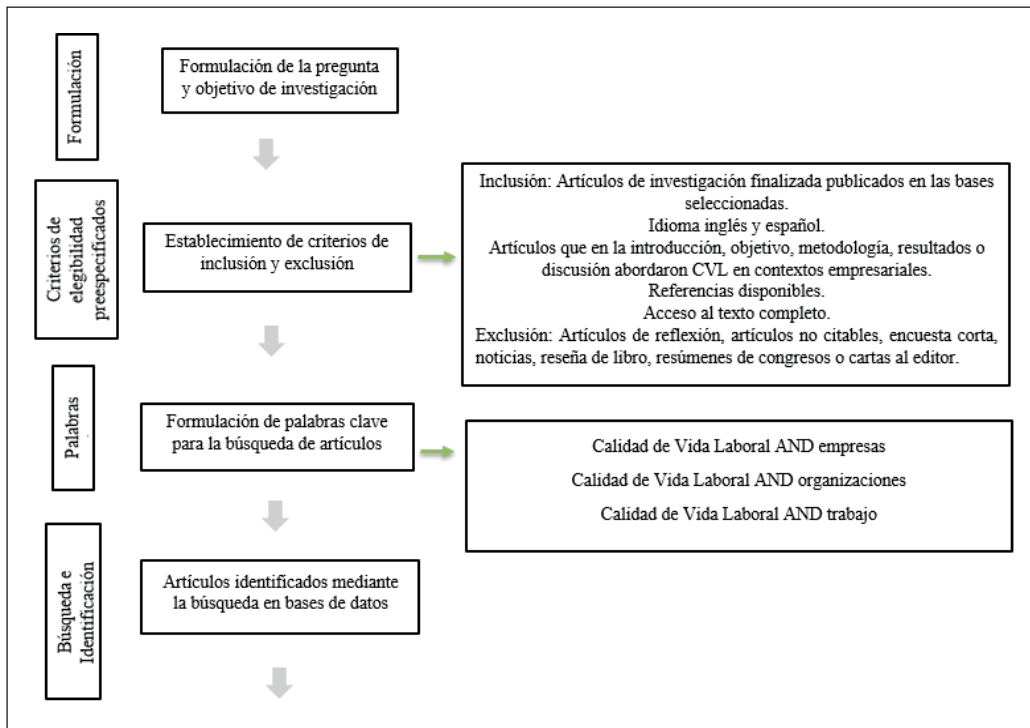 Formulación
Formulación de la pregunta
y objetivo de investigación
Criterios de
elegibilidad
preespecificados
Establecimiento de criterios de
inclusión y exclusión
Inclusión: Artículos de investigación finalizada publicados en las bases
seleccionadas.
Idioma inglés y español.
Artículos que en la introducción, objetivo, metodología, resultados o
discusión abordaron CVL en contextos empresariales.
Referencias disponibles.
Acceso al texto completo.
Exclusión: Artículos de reflexión, artículos no citables, encuesta corta,
noticias, reseña de libro, resúmenes de congresos o cartas al editor.
Palabras
Formulación de palabras clave
para la búsqueda de artículos
Calidad de Vida Laboral AND empresas
Calidad de Vida Laboral AND organizaciones
Calidad de Vida Laboral AND trabajo
Búsqueda e
Identificación
Artículos identificados mediante
la búsqueda en bases de datos